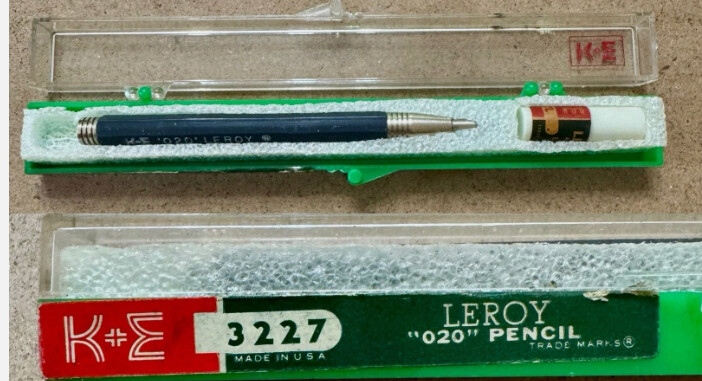 K+E
K+E "020" LEROY ®
K+E
3227
MADE IN USA
LEROY
"020" PENCIL
TRADE MARKS®